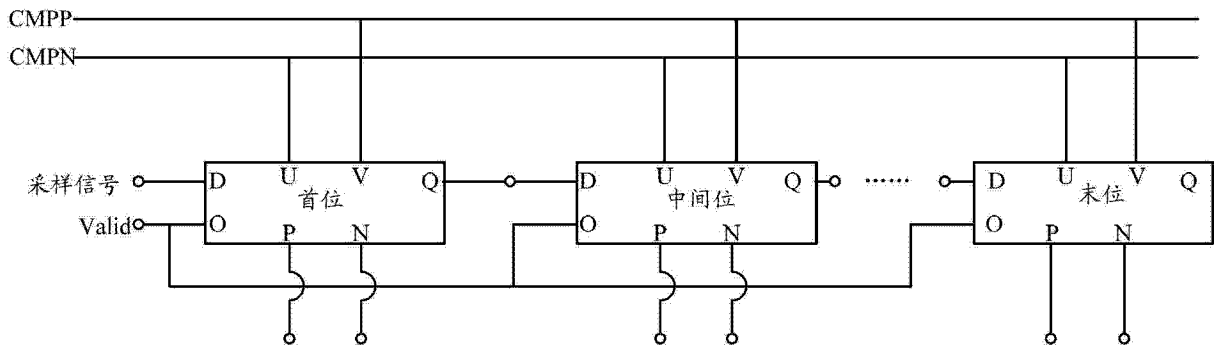 CMPP
CMPN
采样信号 D U V Q D U V Q …… D U V Q
首位 中间位 末位
Valid O O O
P N P N P N